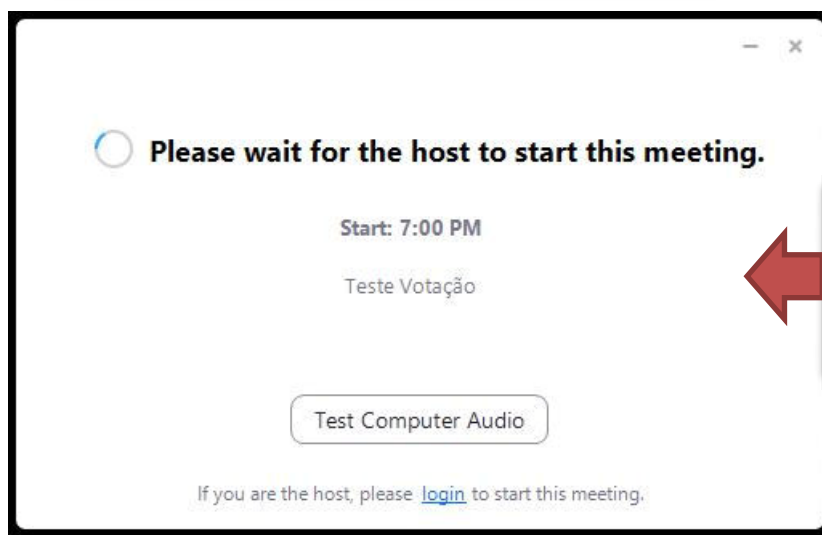 Please wait for the host to start this meeting.
Start: 7:00 PM
Teste Votação
Test Computer Audio
If you are the host, please login to start this meeting.